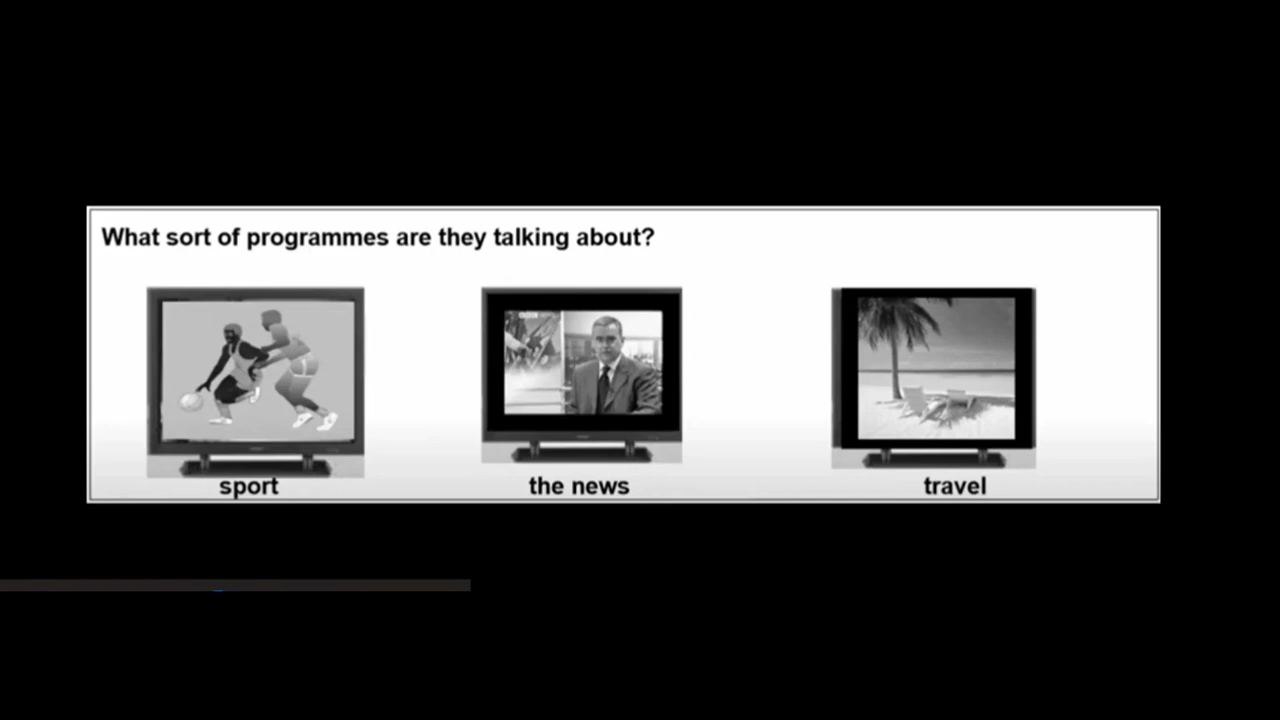 What sort of programmes are they talking about?
sport
the news
travel